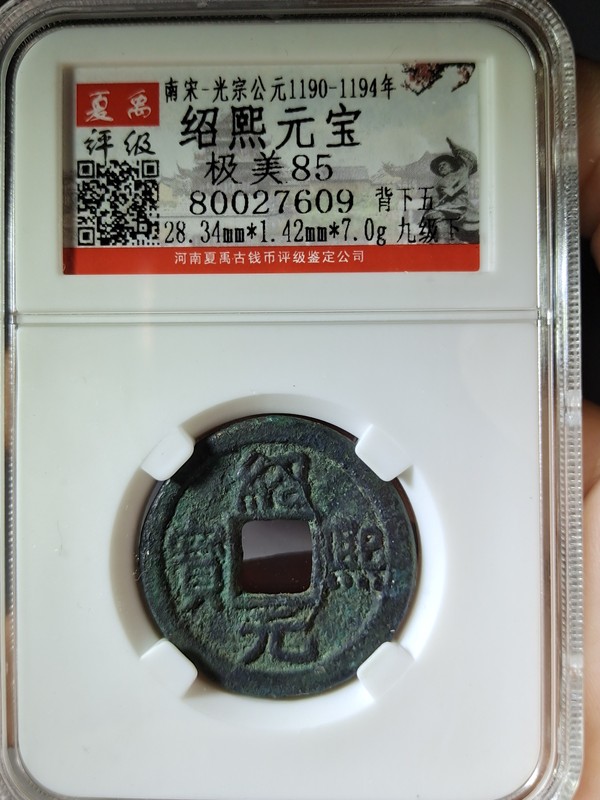 夏禹
评级
南宋-光宗公元1190-1194年
绍熙元宝
极美85
80027609 背下五
28.34mm*1.42mm*7.0g 九级下
河南夏禹古钱币评级鉴定公司
紹熙元寶